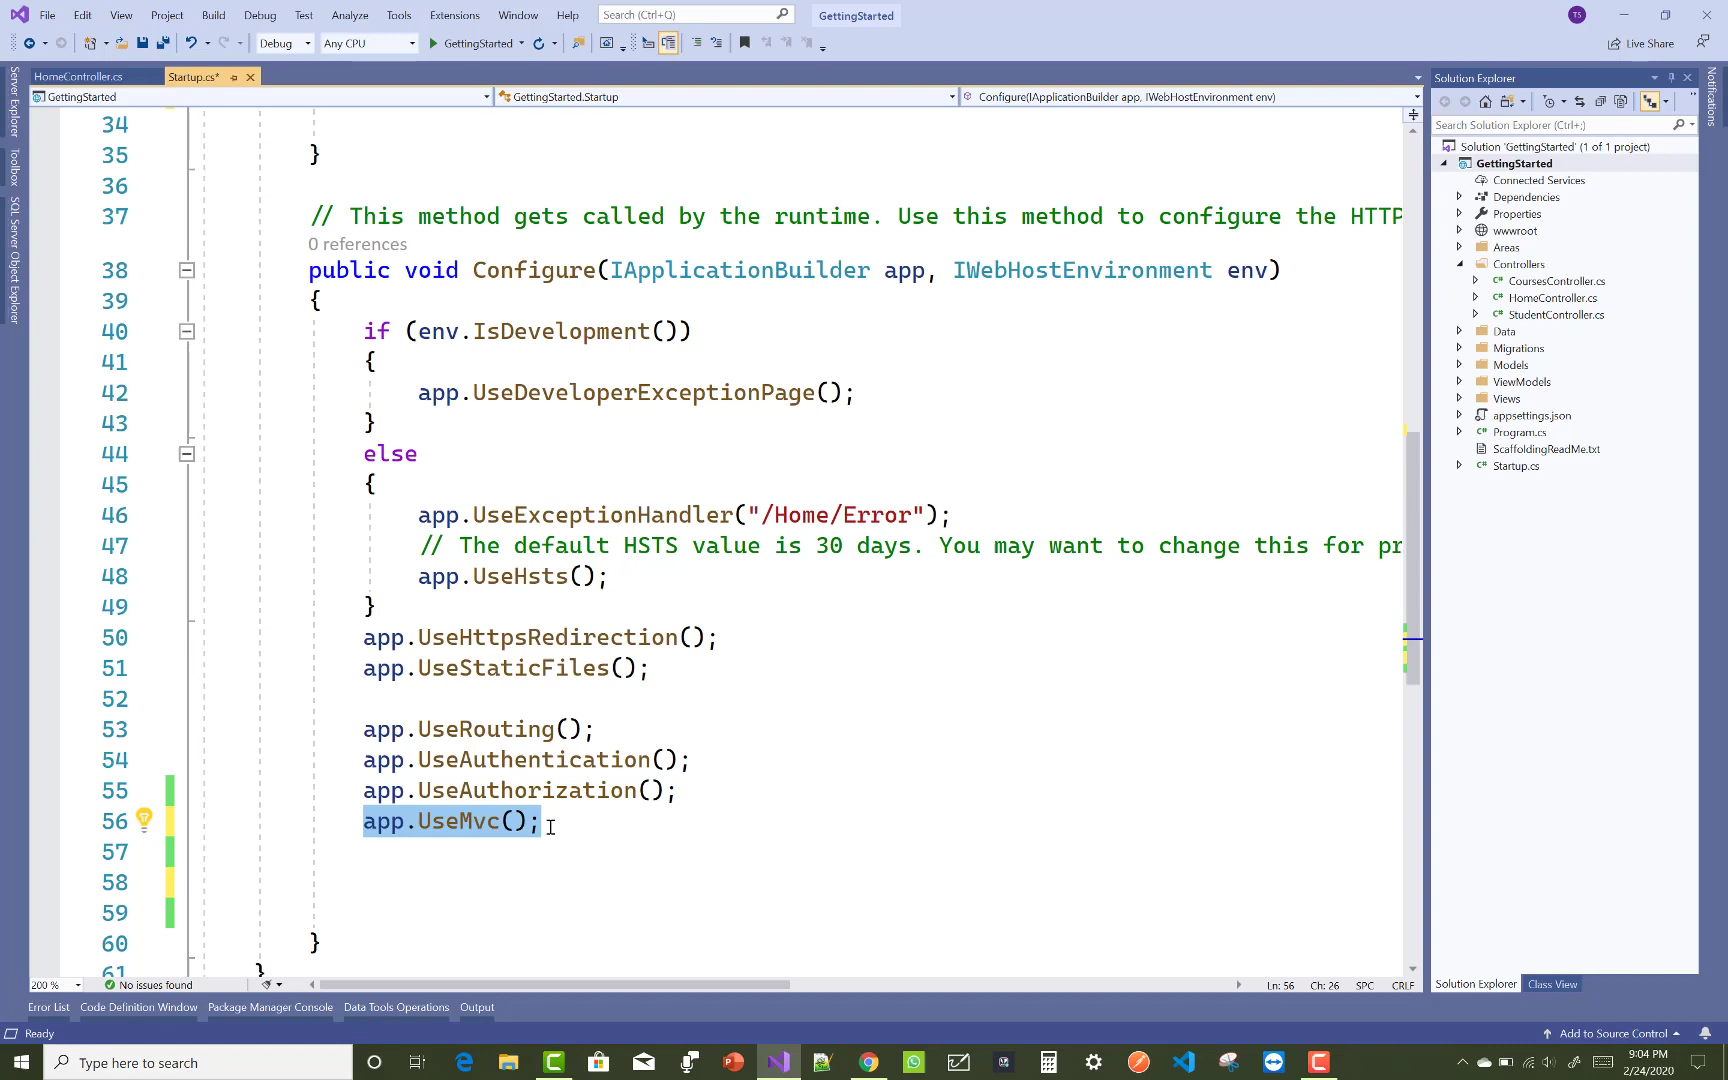 File Edit View Project Build Debug Test Analyze Tools Extensions Window Help Search (Ctrl+Q) GettingStarted TS
Debug Any CPU GettingStarted Live Share
HomeController.cs Startup.cs*
GettingStarted GettingStarted.Startup Configure(IApplicationBuilder app, IWebHostEnvironment env)
Server Explorer
Toolbox
SQL Server Object Explorer
34
35 }
36
37 // This method gets called by the runtime. Use this method to configure the HTTP
0 references
38 public void Configure(IApplicationBuilder app, IWebHostEnvironment env)
39 {
40 if (env.IsDevelopment())
41 {
42 app.UseDeveloperExceptionPage();
43 }
44 else
45 {
46 app.UseExceptionHandler("/Home/Error");
47 // The default HSTS value is 30 days. You may want to change this for pr
48 app.UseHsts();
49 }
50 app.UseHttpsRedirection();
51 app.UseStaticFiles();
52
53 app.UseRouting();
54 app.UseAuthentication();
55 app.UseAuthorization();
56 app.UseMvc();
57
58
59
60 }
61 }
200 % No issues found Ln: 56 Ch: 26 SPC CRLF
Solution Explorer
Search Solution Explorer (Ctrl+;)
Solution 'GettingStarted' (1 of 1 project)
GettingStarted
Connected Services
Dependencies
Properties
wwwroot
Areas
Controllers
C# CoursesController.cs
C# HomeController.cs
C# StudentController.cs
Data
Migrations
Models
ViewModels
Views
appsettings.json
C# Program.cs
ScaffoldingReadMe.txt
C# Startup.cs
Solution Explorer Class View
Notifications
Error List Code Definition Window Package Manager Console Data Tools Operations Output
Ready Add to Source Control
Type here to search
9:04 PM
2/24/2020